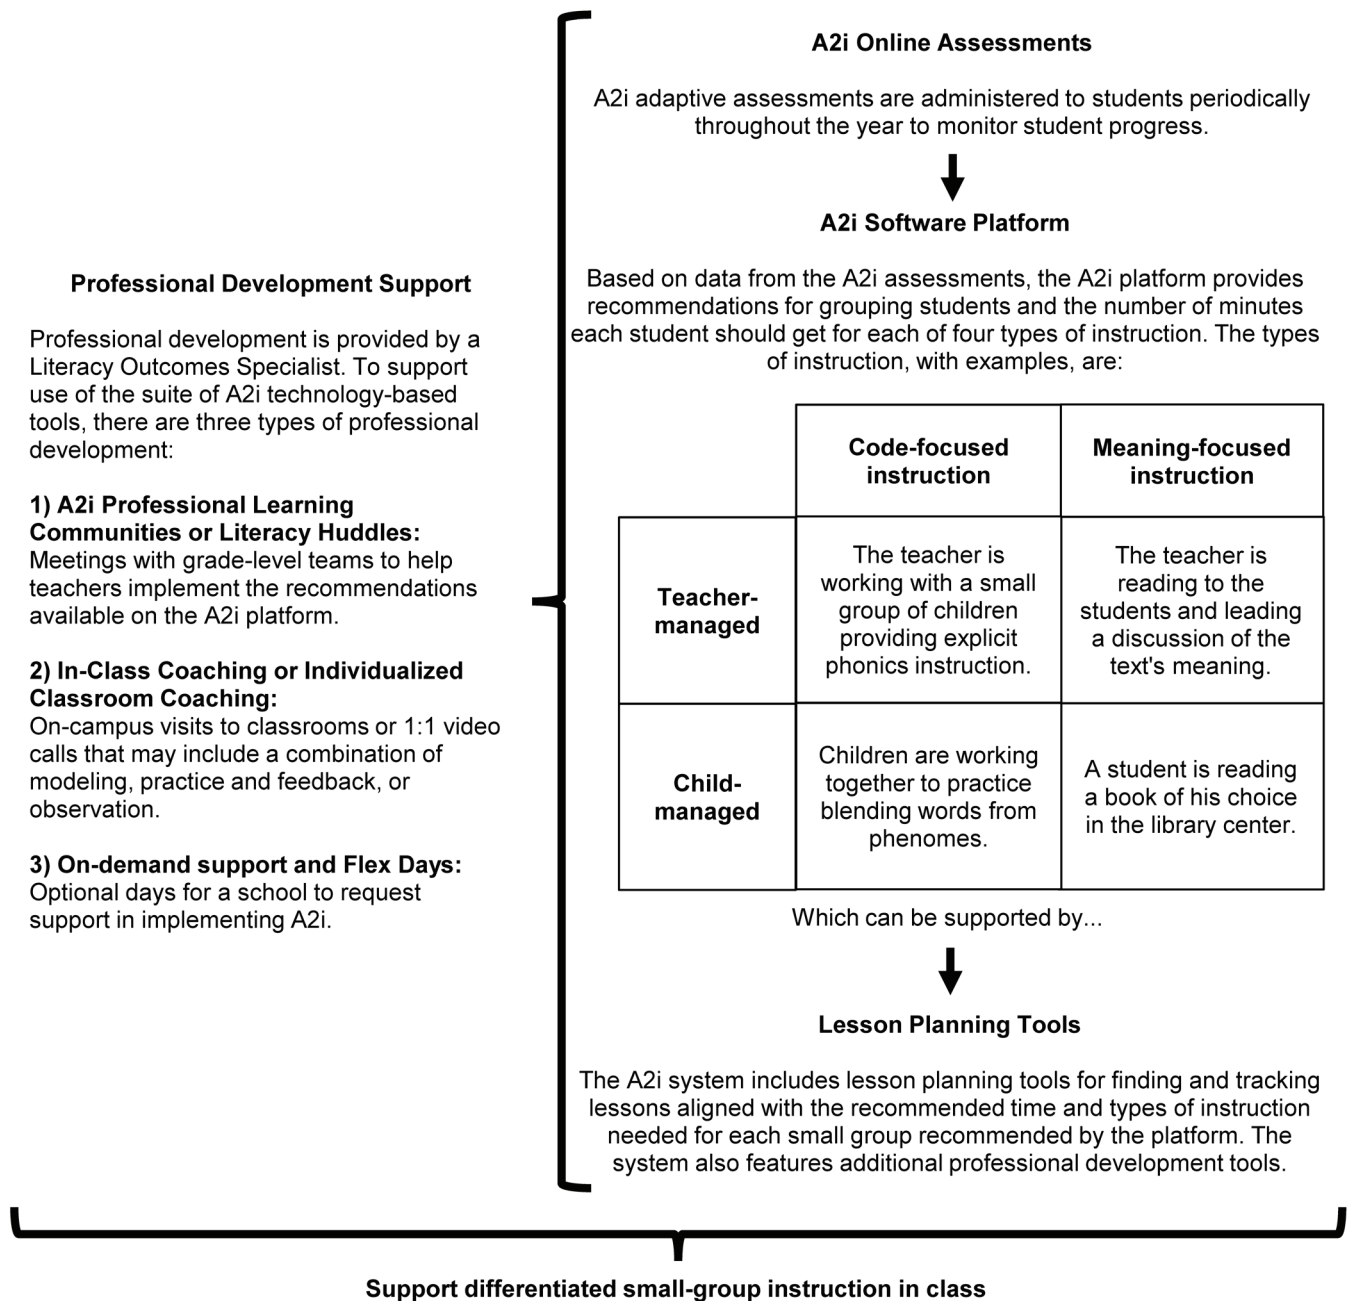 Professional Development Support
Professional development is provided by a
Literacy Outcomes Specialist. To support
use of the suite of A2i technology-based
tools, there are three types of professional
development:
1) A2i Professional Learning
Communities or Literacy Huddles:
Meetings with grade-level teams to help
teachers implement the recommendations
available on the A2i platform.
2) In-Class Coaching or Individualized
Classroom Coaching:
On-campus visits to classrooms or 1:1 video
calls that may include a combination of
modeling, practice and feedback, or
observation.
3) On-demand support and Flex Days:
Optional days for a school to request
support in implementing A2i.
A2i Online Assessments
A2i adaptive assessments are administered to students periodically
throughout the year to monitor student progress.
A2i Software Platform
Based on data from the A2i assessments, the A2i platform provides
recommendations for grouping students and the number of minutes
each student should get for each of four types of instruction. The types
of instruction, with examples, are:
Code-focused
instruction
Meaning-focused
instruction
Teacher-
managed
The teacher is
working with a small
group of children
providing explicit
phonics instruction.
The teacher is
reading to the
students and leading
a discussion of the
text's meaning.
Child-
managed
Children are working
together to practice
blending words from
phenomes.
A student is reading
a book of his choice
in the library center.
Which can be supported by...
Lesson Planning Tools
The A2i system includes lesson planning tools for finding and tracking
lessons aligned with the recommended time and types of instruction
needed for each small group recommended by the platform. The
system also features additional professional development tools.
Support differentiated small-group instruction in class